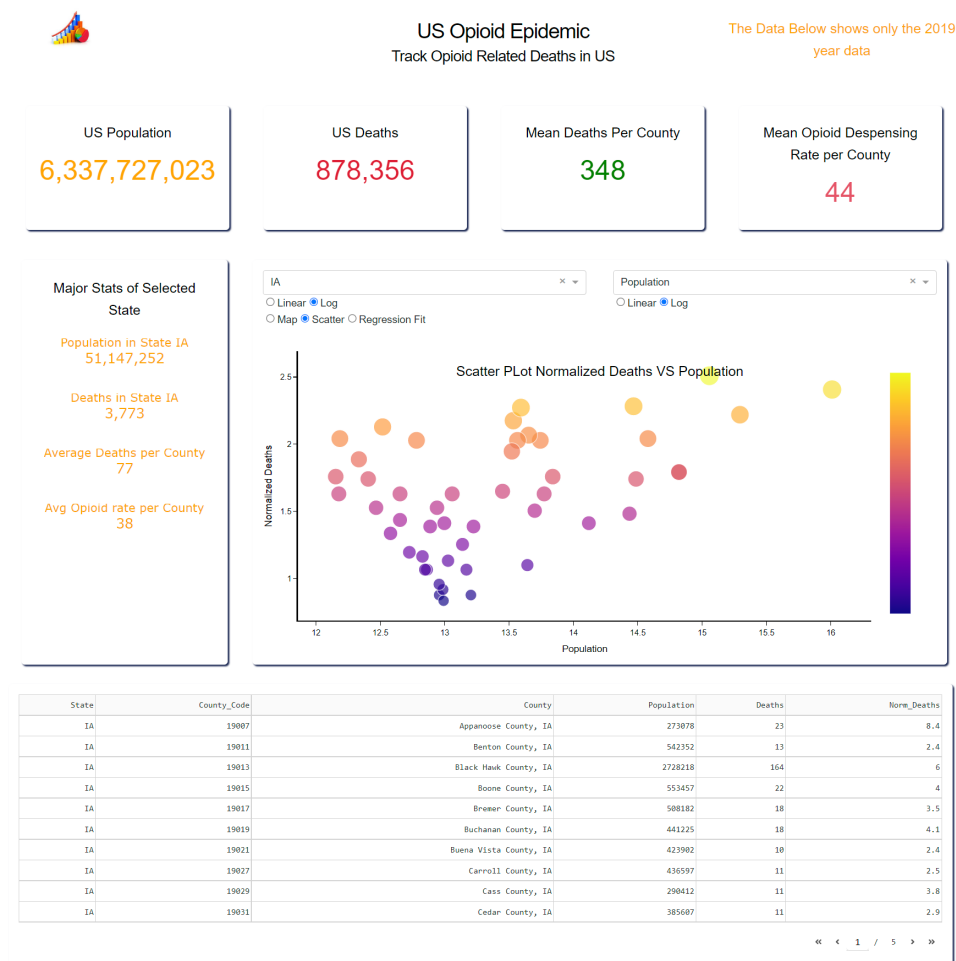 US Opioid Epidemic
Track Opioid Related Deaths in US
The Data Below shows only the 2019
year data
US Population
6,337,727,023
US Deaths
878,356
Mean Deaths Per County
348
Mean Opioid Despensing
Rate per County
44
Major Stats of Selected
State
Population in State IA
51,147,252
Deaths in State IA
3,773
Average Deaths per County
77
Avg Opioid rate per County
38
IA ×
Population ×
Linear Log
Linear Log
Map Scatter Regression Fit
Scatter PLot Normalized Deaths VS Population
Normalized Deaths
2.5
2
1.5
1
12 12.5 13 13.5 14 14.5 15 15.5 16
Population
State County_Code County Population Deaths Norm_Deaths
IA 19007 Appanoose County, IA 273078 23 8.4
IA 19011 Benton County, IA 542352 13 2.4
IA 19013 Black Hawk County, IA 2728218 164 6
IA 19015 Boone County, IA 553457 22 4
IA 19017 Bremer County, IA 508182 18 3.5
IA 19019 Buchanan County, IA 441225 18 4.1
IA 19021 Buena Vista County, IA 423902 10 2.4
IA 19027 Carroll County, IA 436597 11 2.5
IA 19029 Cass County, IA 290412 11 3.8
IA 19031 Cedar County, IA 385607 11 2.9
« ‹ 1 / 5 › »